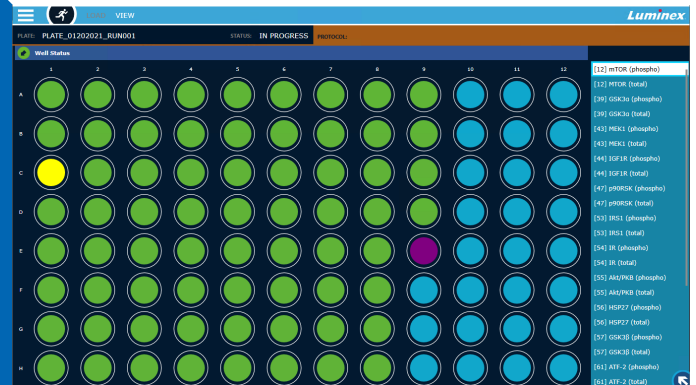 VIEW
Luminex
PLATE: PLATE_01202021_RUN001 STATUS: IN PROGRESS PROTOCOL:
Well Status
1 2 3 4 5 6 7 8 9 10 11 12
A
B
C
D
E
F
G
H
[12] mTOR (phospho)
[12] MTOR (total)
[39] GSK3α (phospho)
[39] GSK3α (total)
[43] MEK1 (phospho)
[43] MEK1 (total)
[44] IGF1R (phospho)
[44] IGF1R (total)
[47] p90RSK (phospho)
[47] p90RSK (total)
[53] IRS1 (phospho)
[53] IRS1 (total)
[54] IR (phospho)
[54] IR (total)
[55] Akt/PKB (phospho)
[55] Akt/PKB (total)
[56] HSP27 (phospho)
[56] HSP27 (total)
[57] GSK3β (phospho)
[57] GSK3β (total)
[61] ATF-2 (phospho)
[61] ATF-2 (total)